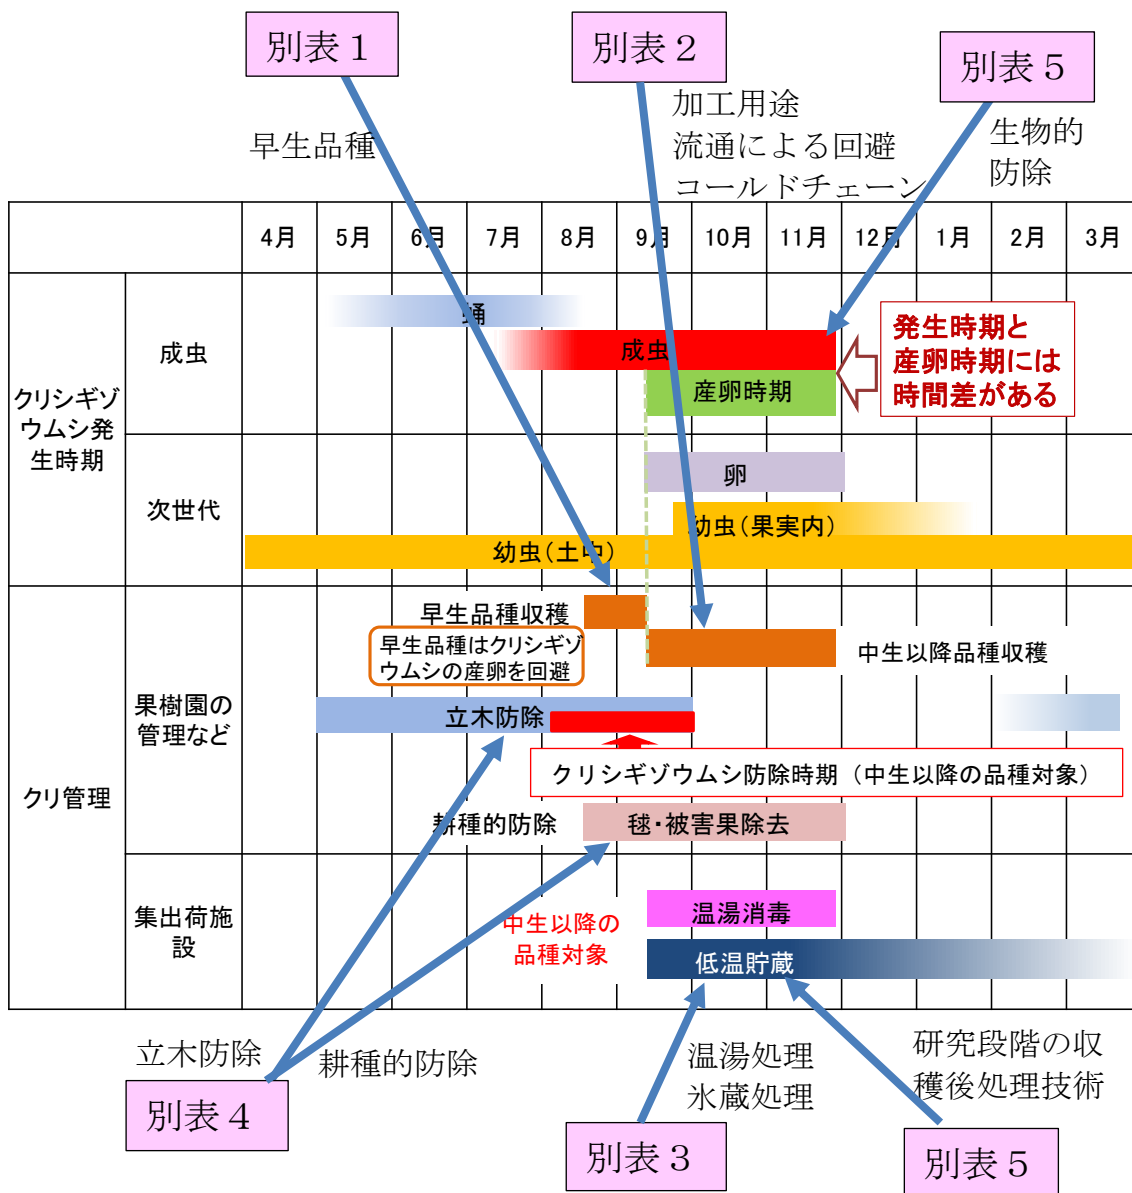 別表１
別表２
別表５
早生品種
加工用途
流通による回避
コールドチェーン
生物的
防除
4月 5月 6月 7月 8月 9月 10月 11月 12月 1月 2月 3月
クリシギゾ
ウムシ発
生時期
成虫
蛹
成虫
産卵時期
発生時期と
産卵時期には
時間差がある
次世代
卵
幼虫(果実内)
幼虫(土中)
クリ管理
果樹園の
管理など
早生品種収穫
早生品種はクリシギゾ
ウムシの産卵を回避
中生以降品種収穫
立木防除
クリシギゾウムシ防除時期（中生以降の品種対象）
耕種的防除
毬・被害果除去
集出荷施
設
中生以降の
品種対象
温湯消毒
低温貯蔵
立木防除
耕種的防除
温湯処理
氷蔵処理
研究段階の収
穫後処理技術
別表４
別表３
別表５